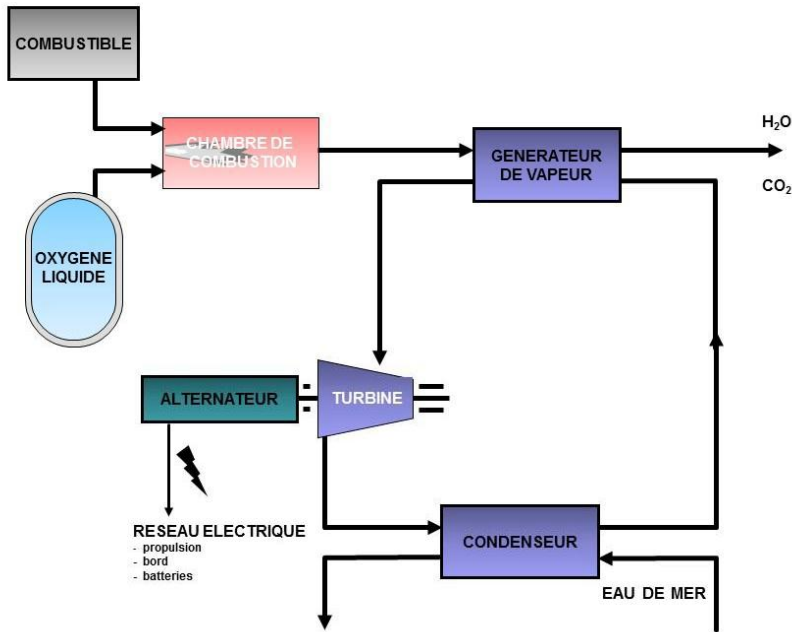 COMBUSTIBLE
CHAMBRE DE
COMBUSTION
OXYGENE
LIQUIDE
GENERATEUR
DE VAPEUR
H₂O
CO₂
ALTERNATEUR
TURBINE
RESEAU ELECTRIQUE
- propulsion
- bord
- batteries
CONDENSEUR
EAU DE MER